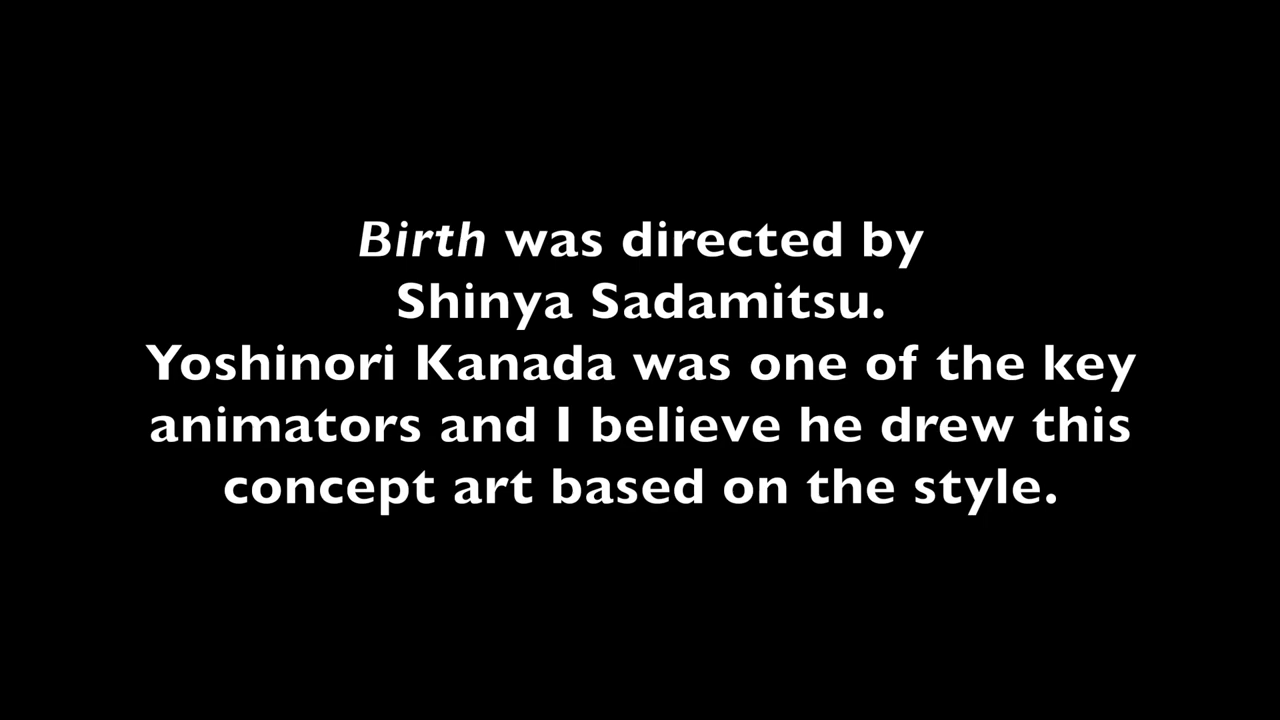 Birth was directed by
Shinya Sadamitsu.
Yoshinori Kanada was one of the key
animators and I believe he drew this
concept art based on the style.